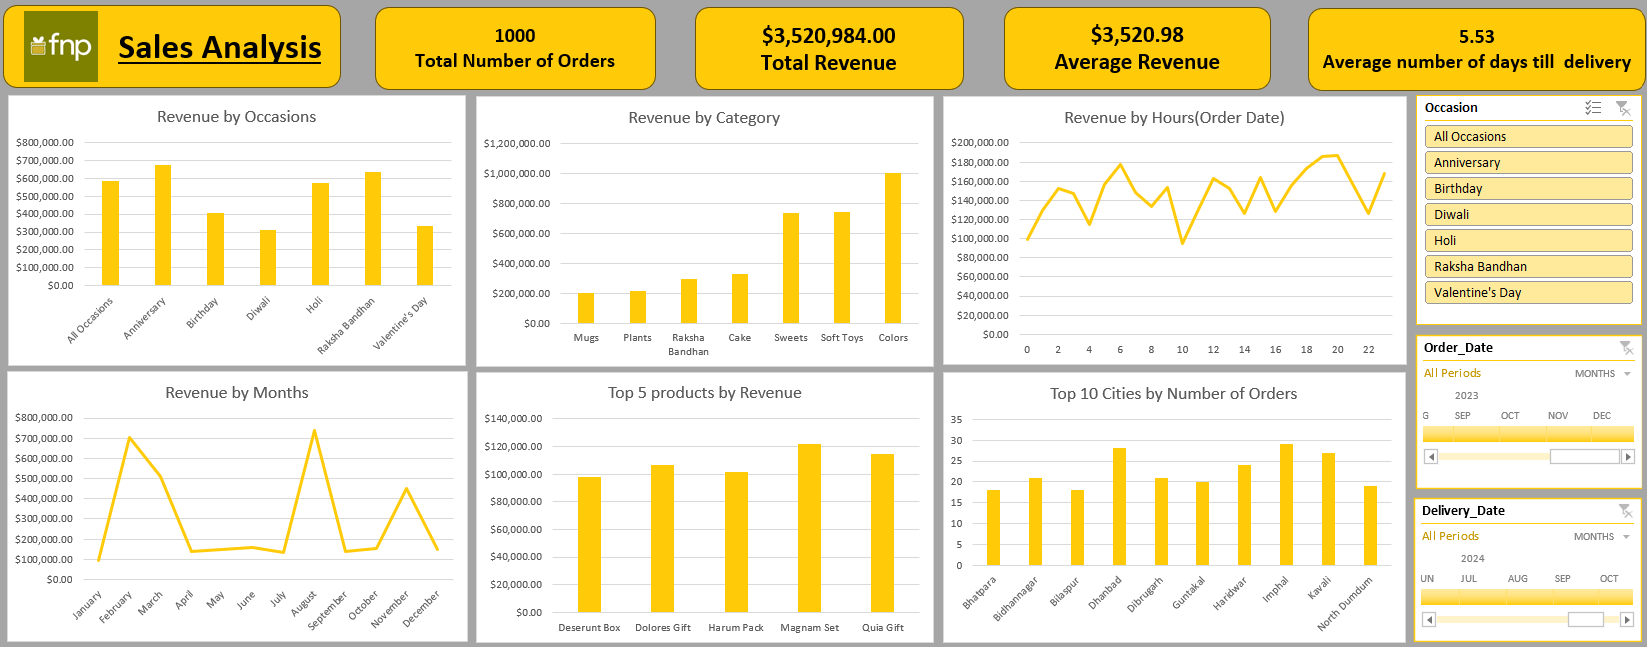 fnp
Sales Analysis
1000
Total Number of Orders
$3,520,984.00
Total Revenue
$3,520.98
Average Revenue
5.53
Average number of days till  delivery
Revenue by Occasions
$800,000.00
$700,000.00
$600,000.00
$500,000.00
$400,000.00
$300,000.00
$200,000.00
$100,000.00
$0.00
All Occasions
Anniversary
Birthday
Diwali
Holi
Raksha Bandhan
Valentine's Day
Revenue by Category
$1,200,000.00
$1,000,000.00
$800,000.00
$600,000.00
$400,000.00
$200,000.00
$0.00
Mugs
Plants
Raksha
Bandhan
Cake
Sweets
Soft Toys
Colors
Revenue by Hours(Order Date)
$200,000.00
$180,000.00
$160,000.00
$140,000.00
$120,000.00
$100,000.00
$80,000.00
$60,000.00
$40,000.00
$20,000.00
$0.00
0 2 4 6 8 10 12 14 16 18 20 22
Occasion
All Occasions
Anniversary
Birthday
Diwali
Holi
Raksha Bandhan
Valentine's Day
Revenue by Months
$800,000.00
$700,000.00
$600,000.00
$500,000.00
$400,000.00
$300,000.00
$200,000.00
$100,000.00
$0.00
January
February
March
April
May
June
July
August
September
October
November
December
Top 5 products by Revenue
$140,000.00
$120,000.00
$100,000.00
$80,000.00
$60,000.00
$40,000.00
$20,000.00
$0.00
Deserunt Box
Dolores Gift
Harum Pack
Magnam Set
Quia Gift
Top 10 Cities by Number of Orders
35
30
25
20
15
10
5
0
Bhatpara
Bidhannagar
Bilaspur
Dhanbad
Dibrugarh
Guntakal
Haridwar
Imphal
Kavali
North Dumdum
Order_Date
All Periods MONTHS
2023
G SEP OCT NOV DEC
Delivery_Date
All Periods MONTHS
2024
UN JUL AUG SEP OCT